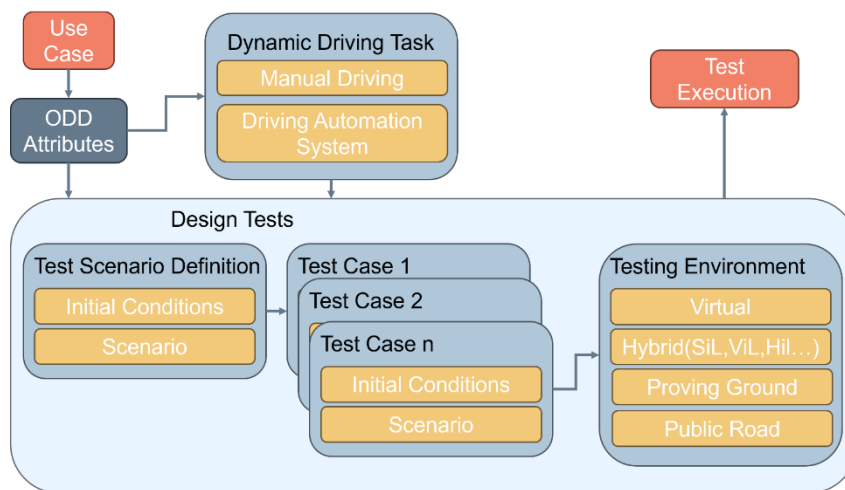 Use
Case
ODD
Attributes
Dynamic Driving Task
Manual Driving
Driving Automation
System
Test
Execution
Design Tests
Test Scenario Definition
Initial Conditions
Scenario
Test Case 1
Test Case 2
Test Case n
Initial Conditions
Scenario
Testing Environment
Virtual
Hybrid(SiL,ViL,Hil...)
Proving Ground
Public Road